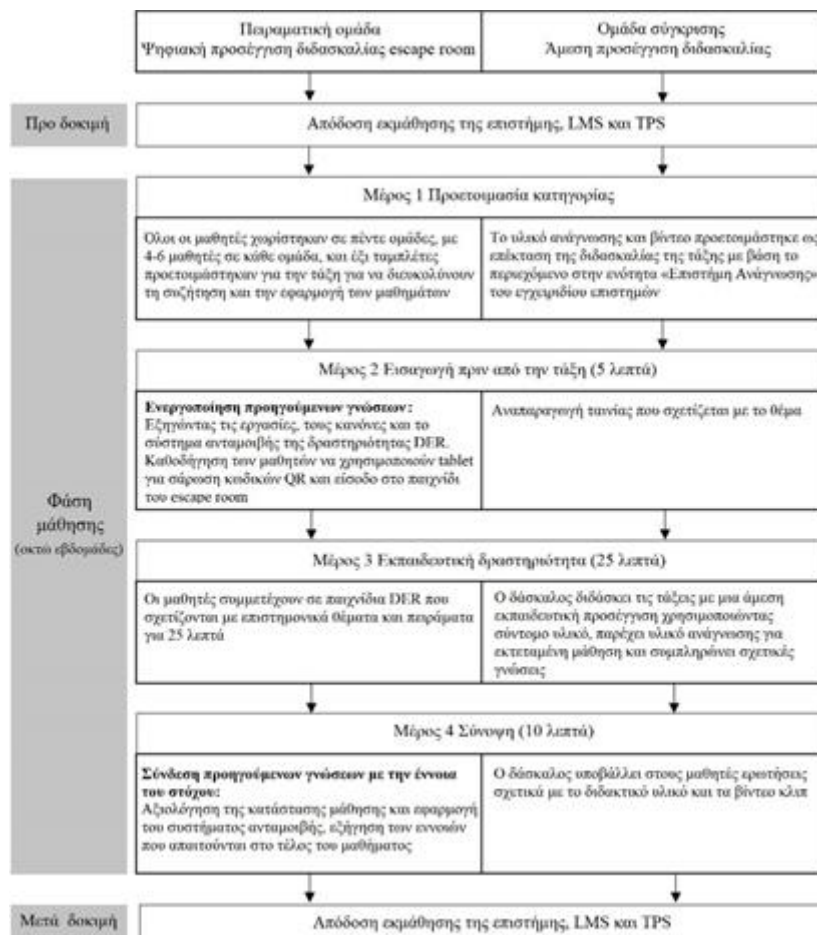 Πειραματική ομάδα
Ψηφιακή προσέγγιση διδασκαλίας escape room
Ομάδα σύγκρισης
Άμεση προσέγγιση διδασκαλίας
Προ δοκιμή
Απόδοση εκμάθησης της επιστήμης, LMS και TPS
Φάση
μάθησης
(οκτώ εβδομάδες)
Μέρος 1 Προετοιμασία κατηγορίας
Όλοι οι μαθητές χωρίστηκαν σε πέντε ομάδες, με
4-6 μαθητές σε κάθε ομάδα, και έξι ταμπλέτες
προετοιμάστηκαν για την τάξη για να διευκολύνουν
τη συζήτηση και την εφαρμογή των μαθημάτων
Το υλικό ανάγνωσης και βίντεο προετοιμάστηκε ως
επέκταση της διδασκαλίας της τάξης με βάση το
περιεχόμενο στην ενότητα «Επιστήμη Ανάγνωσης»
του εγχειριδίου επιστημών
Μέρος 2 Εισαγωγή πριν από την τάξη (5 λεπτά)
Ενεργοποίηση προηγούμενων γνώσεων:
Εξηγώντας τις εργασίες, τους κανόνες και το
σύστημα ανταμοιβής της δραστηριότητας DER.
Καθοδήγηση των μαθητών να χρησιμοποιούν tablet
για σάρωση κωδικών QR και είσοδο στο παιχνίδι
του escape room
Αναπαραγωγή ταινίας που σχετίζεται με το θέμα
Μέρος 3 Εκπαιδευτική δραστηριότητα (25 λεπτά)
Οι μαθητές συμμετέχουν σε παιχνίδια DER που
σχετίζονται με επιστημονικά θέματα και πειράματα
για 25 λεπτά
Ο δάσκαλος διδάσκει τις τάξεις με μια άμεση
εκπαιδευτική προσέγγιση χρησιμοποιώντας
σύντομο υλικό, παρέχει υλικό ανάγνωσης για
εκτεταμένη μάθηση και συμπληρώνει σχετικές
γνώσεις
Μέρος 4 Σύνοψη (10 λεπτά)
Σύνδεση προηγούμενων γνώσεων με την έννοια
του στόχου:
Αξιολόγηση της κατάστασης μάθησης και εφαρμογή
του συστήματος ανταμοιβής, εξήγηση των εννοιών
που απαιτούνται στο τέλος του μαθήματος
Ο δάσκαλος υποβάλλει στους μαθητές ερωτήσεις
σχετικά με το διδακτικό υλικό και τα βίντεο κλιπ
Μετά δοκιμή
Απόδοση εκμάθησης της επιστήμης, LMS και TPS